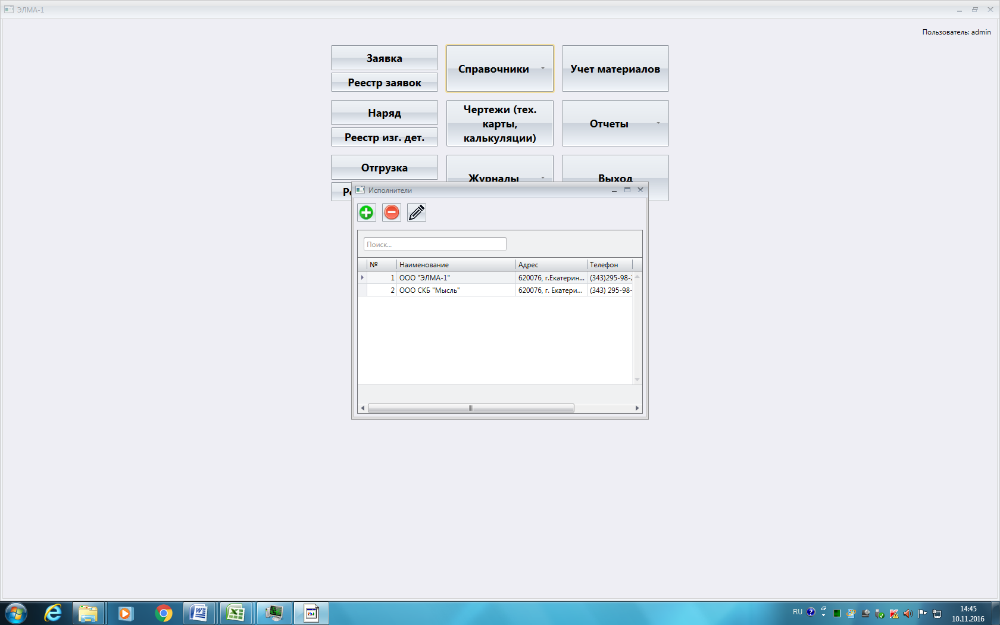 ЭЛМА-1
Пользователь: admin
Заявка
Реестр заявок
Справочники
Учет материалов
Наряд
Реестр изг. дет.
Чертежи (тех.
карты,
калькуляции)
Отчеты
Отгрузка
Журналы
Выход
Исполнители
Поиск...
№ Наименование Адрес Телефон
1 ООО "ЭЛМА-1" 620076, г.Екатерин... (343)295-98-
2 ООО СКБ "Мысль" 620076, г. Екатери... (343) 295-98-
RU
14:45
10.11.2016